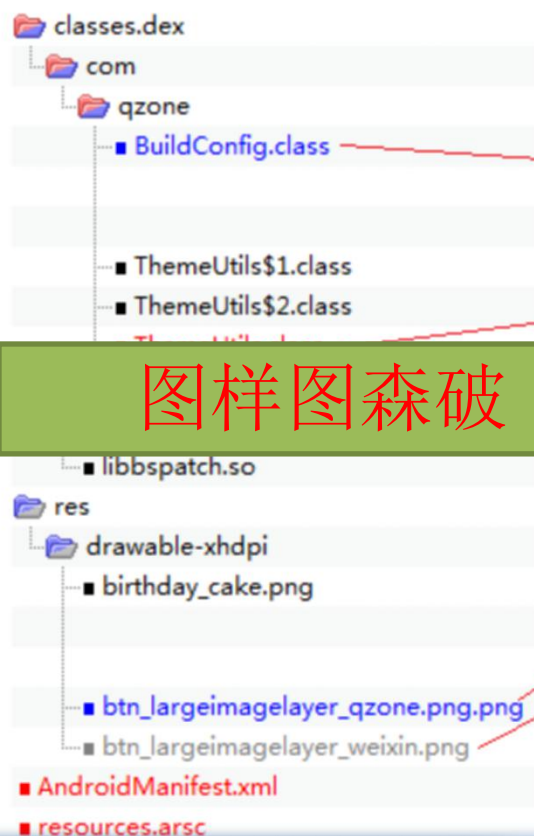 classes.dex
com
qzone
BuildConfig.class
ThemeUtils$1.class
ThemeUtils$2.class
图样图森破
libbspatch.so
res
drawable-xhdpi
birthday_cake.png
btn_largeimagelayer_qzone.png.png
btn_largeimagelayer_weixin.png
AndroidManifest.xml
resources.arsc